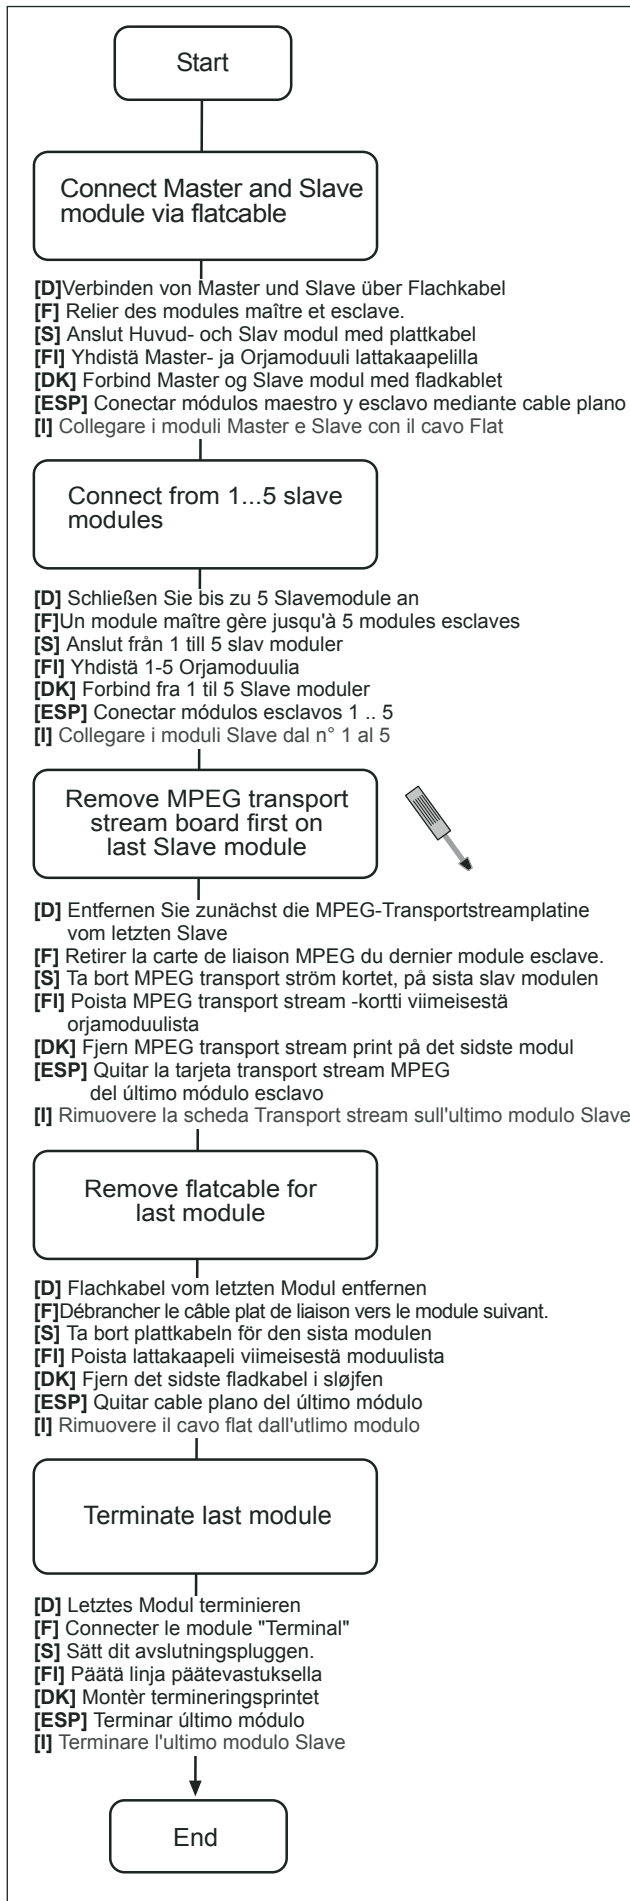 Start
Connect Master and Slave
module via flatcable
[D]Verbinden von Master und Slave über Flachkabel
[F] Relier des modules maître et esclave.
[S] Anslut Huvud- och Slav modul med plattkabel
[FI] Yhdistä Master- ja Orjamoduuli lattakaapelilla
[DK] Forbind Master og Slave modul med fladkablet
[ESP] Conectar módulos maestro y esclavo mediante cable plano
[I] Collegare i moduli Master e Slave con il cavo Flat
Connect from 1...5 slave
modules
[D] Schließen Sie bis zu 5 Slavemodule an
[F]Un module maître gère jusqu'à 5 modules esclaves
[S] Anslut från 1 till 5 slav moduler
[FI] Yhdistä 1-5 Orjamoduulia
[DK] Forbind fra 1 til 5 Slave moduler
[ESP] Conectar módulos esclavos 1 .. 5
[I] Collegare i moduli Slave dal n° 1 al 5
Remove MPEG transport
stream board first on
last Slave module
[D] Entfernen Sie zunächst die MPEG-Transportstreamplatine
vom letzten Slave
[F] Retirer la carte de liaison MPEG du dernier module esclave.
[S] Ta bort MPEG transport ström kortet, på sista slav modulen
[FI] Poista MPEG transport stream -kortti viimeisestä
orjamoduulista
[DK] Fjern MPEG transport stream print på det sidste modul
[ESP] Quitar la tarjeta transport stream MPEG
del último módulo esclavo
[I] Rimuovere la scheda Transport stream sull'ultimo modulo Slave
Remove flatcable for
last module
[D] Flachkabel vom letzten Modul entfernen
[F]Débrancher le câble plat de liaison vers le module suivant.
[S] Ta bort plattkabeln för den sista modulen
[FI] Poista lattakaapeli viimeisestä moduulista
[DK] Fjern det sidste fladkabel i sløjfen
[ESP] Quitar cable plano del último módulo
[I] Rimuovere il cavo flat dall'utlimo modulo
Terminate last module
[D] Letztes Modul terminieren
[F] Connecter le module "Terminal"
[S] Sätt dit avslutningspluggen.
[FI] Päätä linja päätevastuksella
[DK] Montèr termineringsprintet
[ESP] Terminar último módulo
[I] Terminare l'ultimo modulo Slave
End